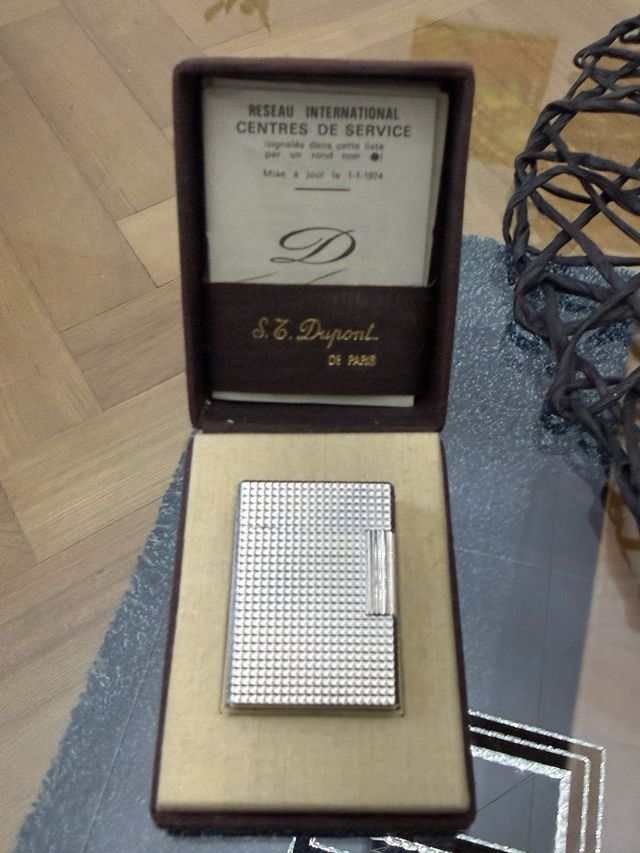 RESEAU INTERNATIONAL
CENTRES DE SERVICE
(signalés dans cette liste
par un rond noir ●)
Mise à jour le 1-1-1974
D
S.T. Dupont
DE PARIS